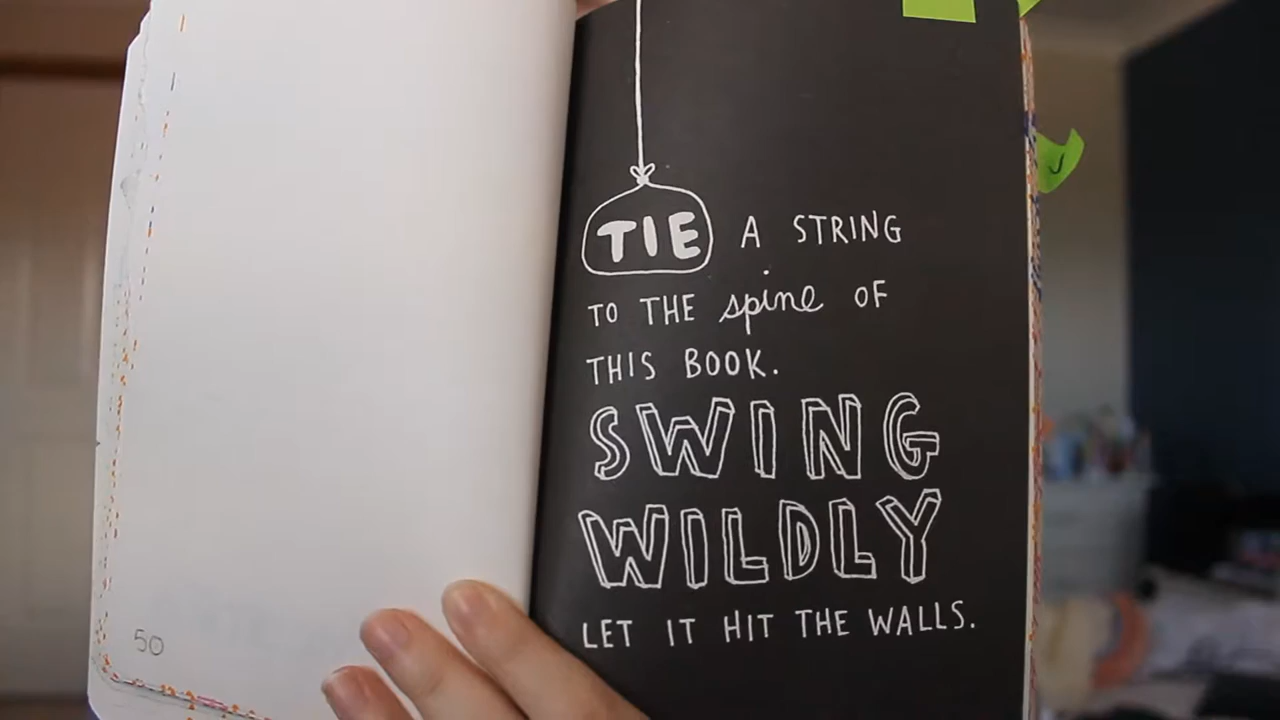 50
TIE A STRING
TO THE spine OF
THIS BOOK.
SWING
WILDLY
LET IT HIT THE WALLS.